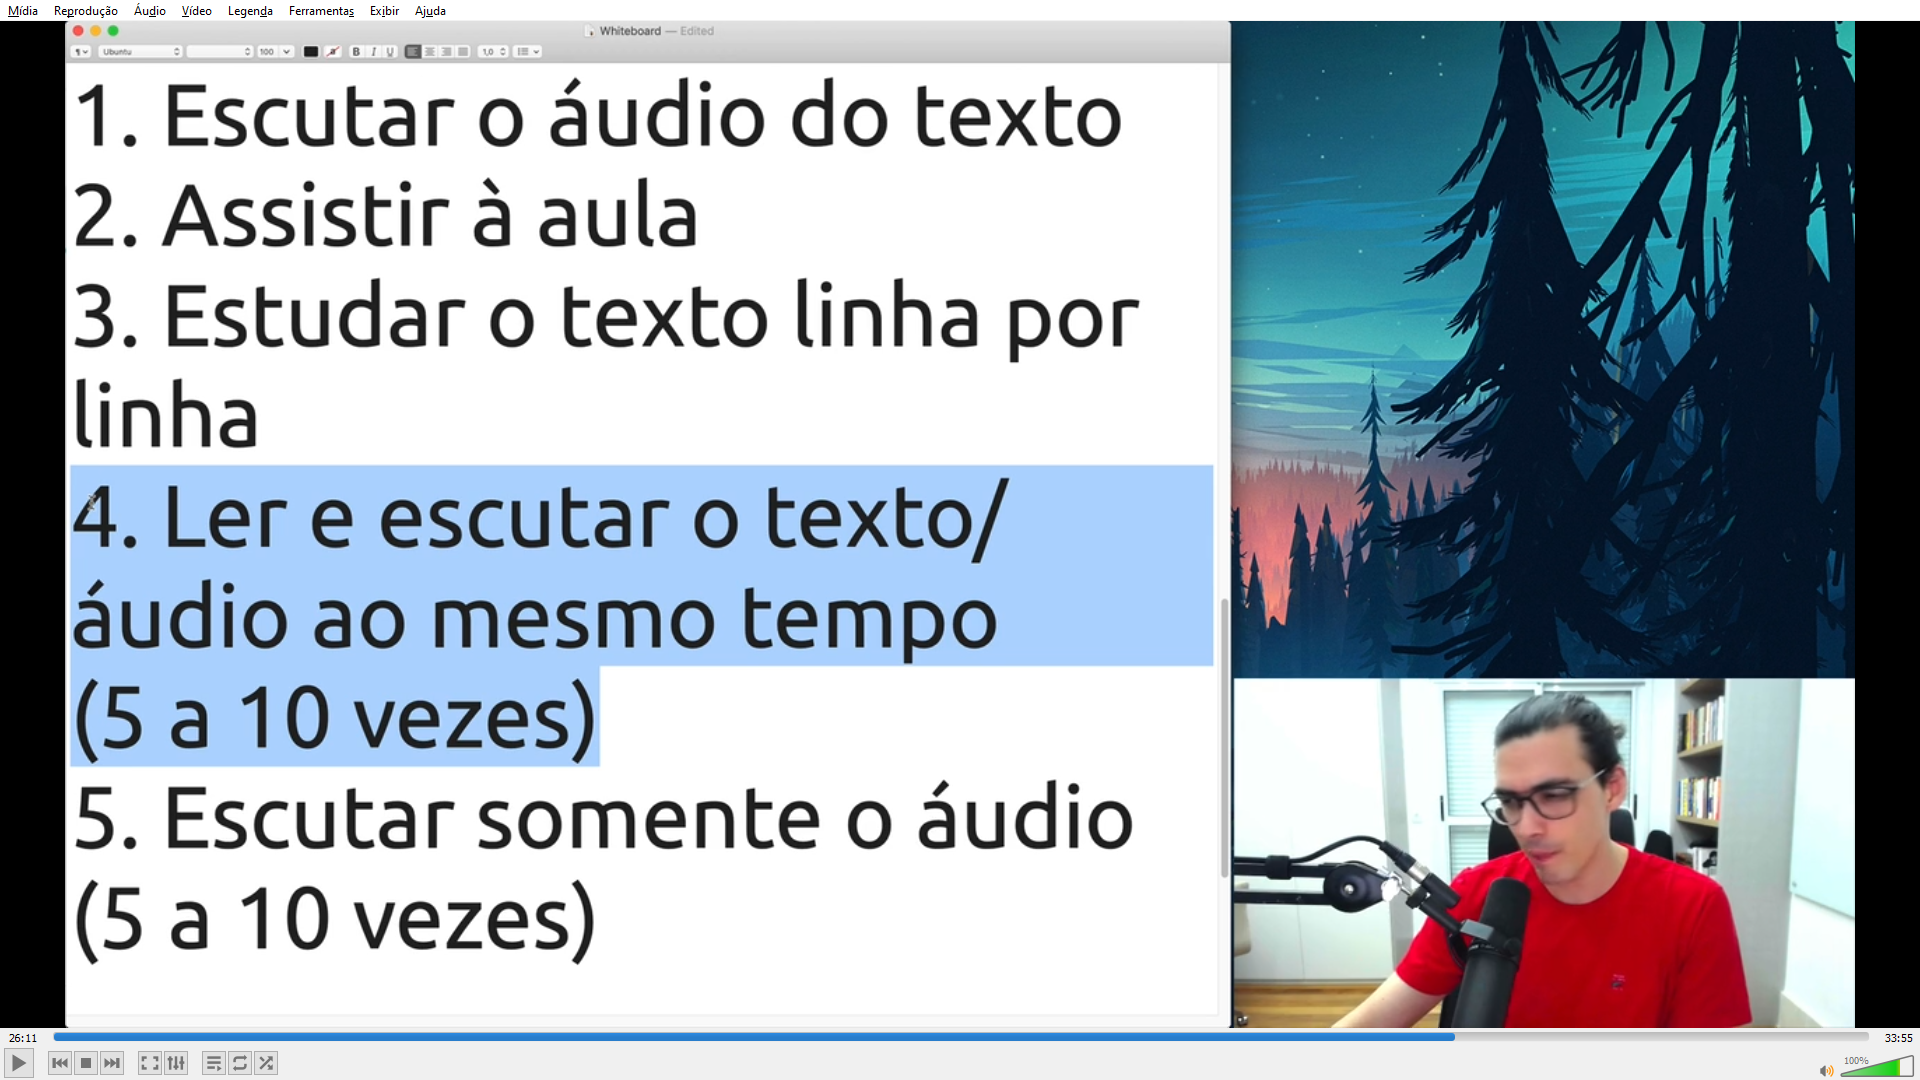 Mídia Reprodução Áudio Vídeo Legenda Ferramentas Exibir Ajuda
Whiteboard — Edited
Ubuntu 100 B I U 1,0
1. Escutar o áudio do texto
2. Assistir à aula
3. Estudar o texto linha por
linha
4. Ler e escutar o texto/
áudio ao mesmo tempo
(5 a 10 vezes)
5. Escutar somente o áudio
(5 a 10 vezes)
26:11 33:55
100%